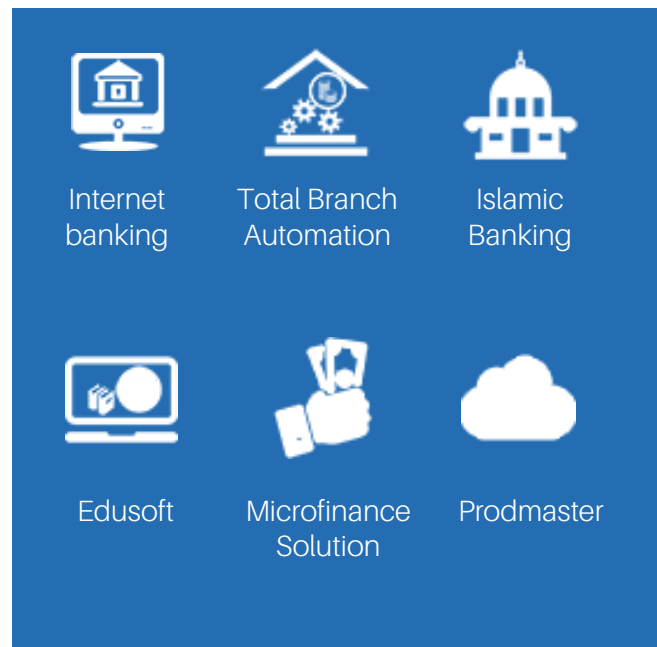 Internet
banking
Total Branch
Automation
Islamic
Banking
Edusoft
Microfinance
Solution
Prodmaster